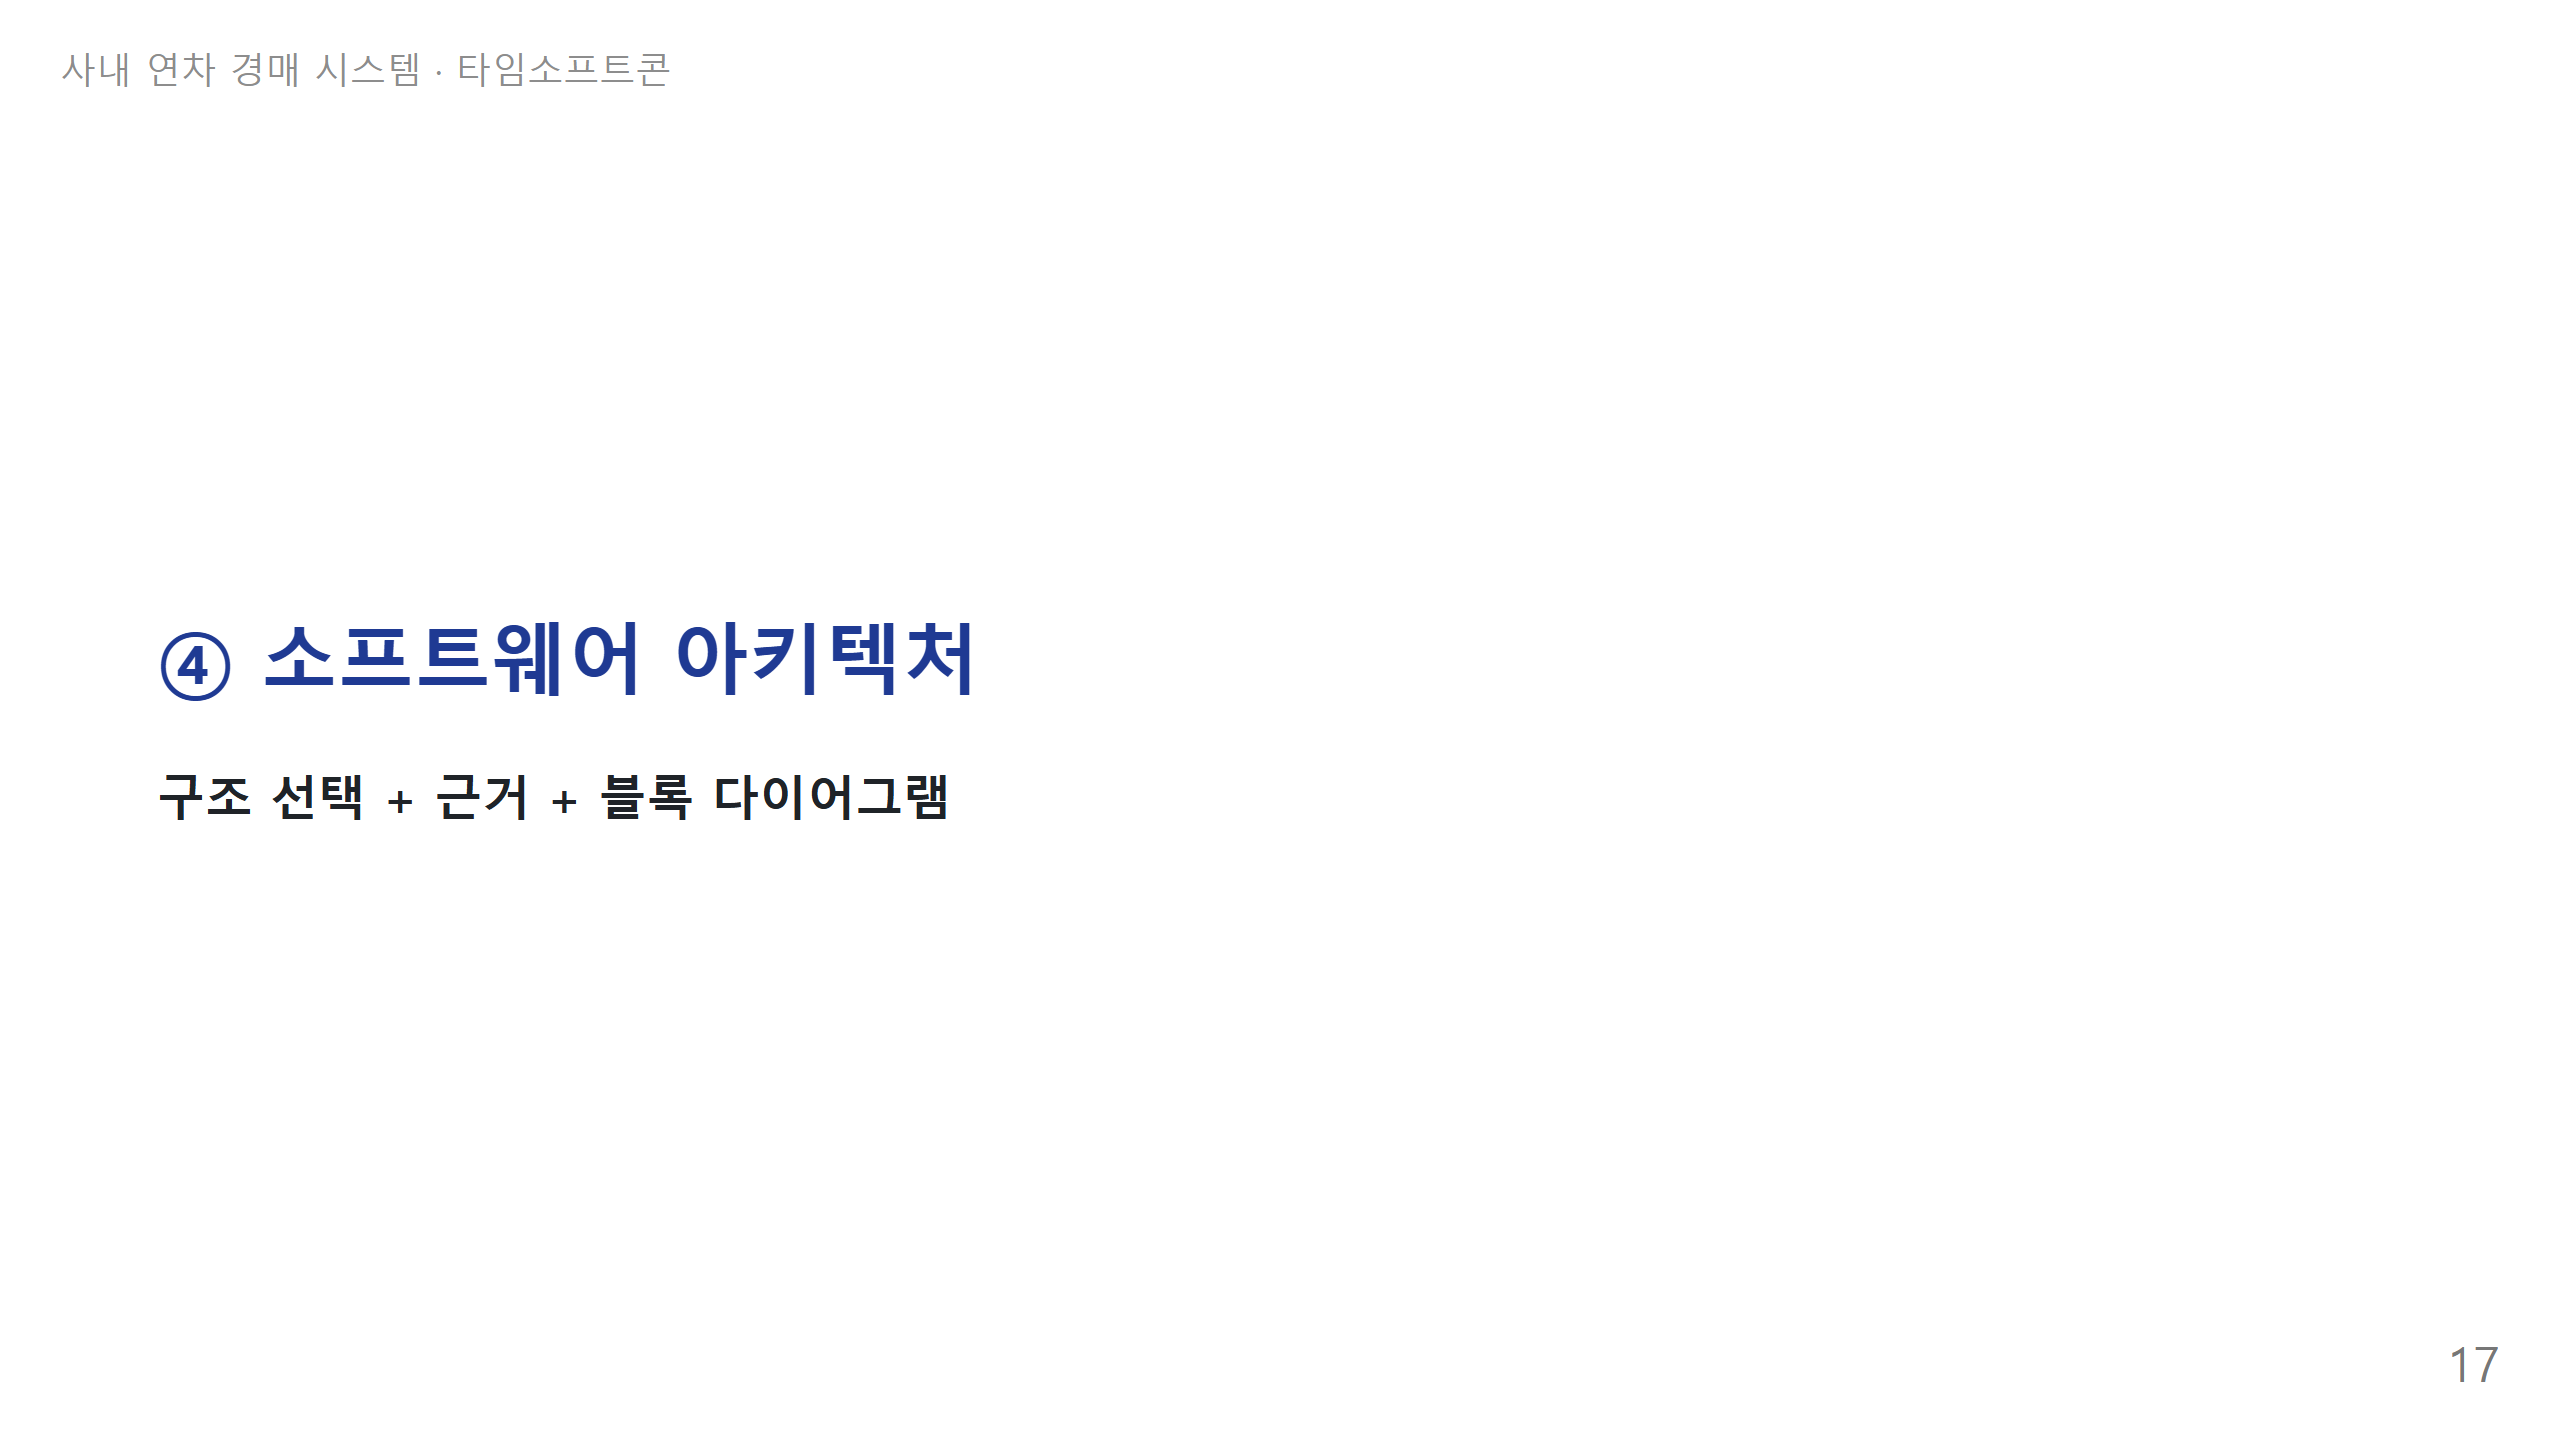 사내 연차 경매 시스템 · 타임소프트콘
④ 소프트웨어 아키텍처
구조 선택 + 근거 + 블록 다이어그램
17